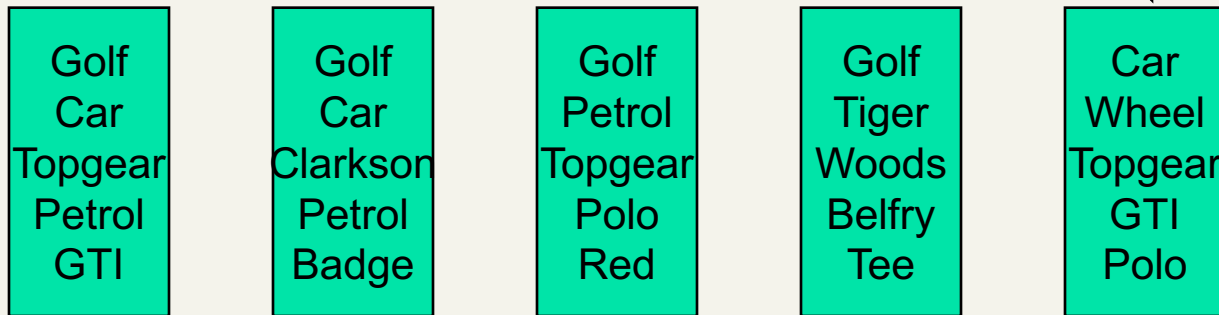 Golf
Car
Topgear
Petrol
GTI
Golf
Car
Clarkson
Petrol
Badge
Golf
Petrol
Topgear
Polo
Red
Golf
Tiger
Woods
Belfry
Tee
Car
Wheel
Topgear
GTI
Polo